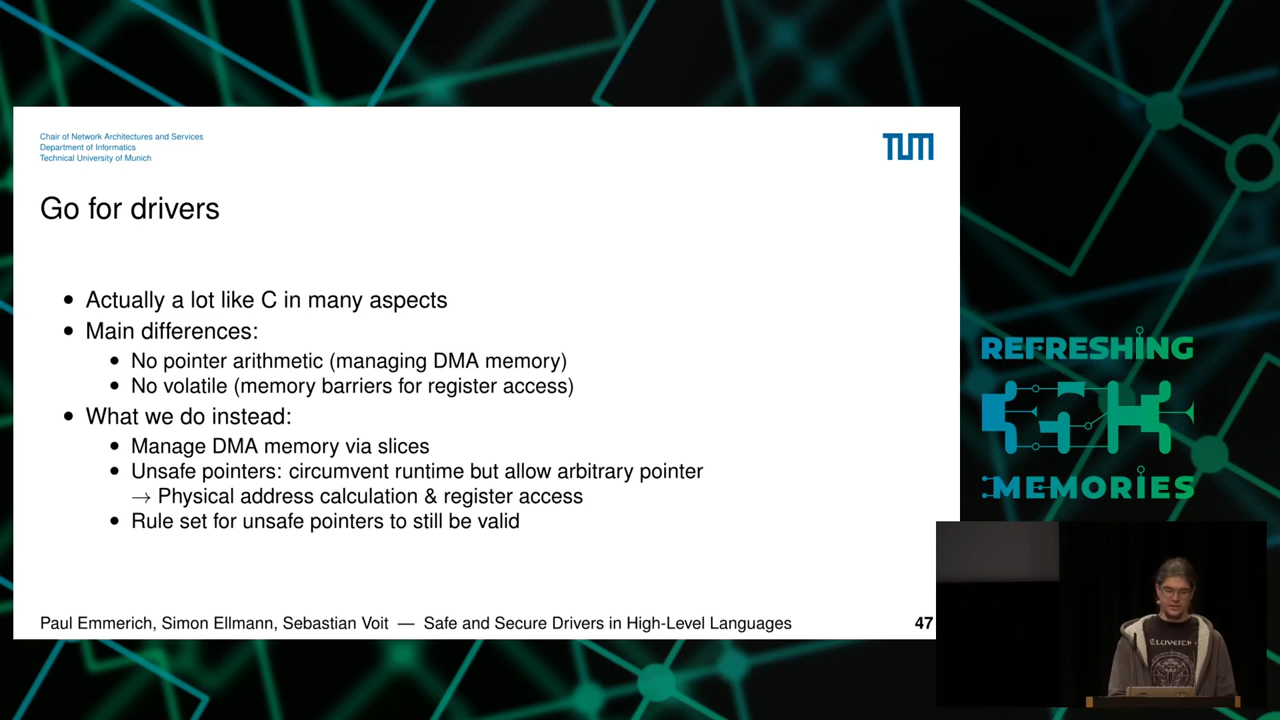 Chair of Network Architectures and Services
Department of Informatics
Technical University of Munich
TUM
Go for drivers
• Actually a lot like C in many aspects
• Main differences:
• No pointer arithmetic (managing DMA memory)
• No volatile (memory barriers for register access)
• What we do instead:
• Manage DMA memory via slices
• Unsafe pointers: circumvent runtime but allow arbitrary pointer
→ Physical address calculation & register access
• Rule set for unsafe pointers to still be valid
Paul Emmerich, Simon Ellmann, Sebastian Voit — Safe and Secure Drivers in High-Level Languages
47
REFRESHING
MEMORIES
ELUVEITIE